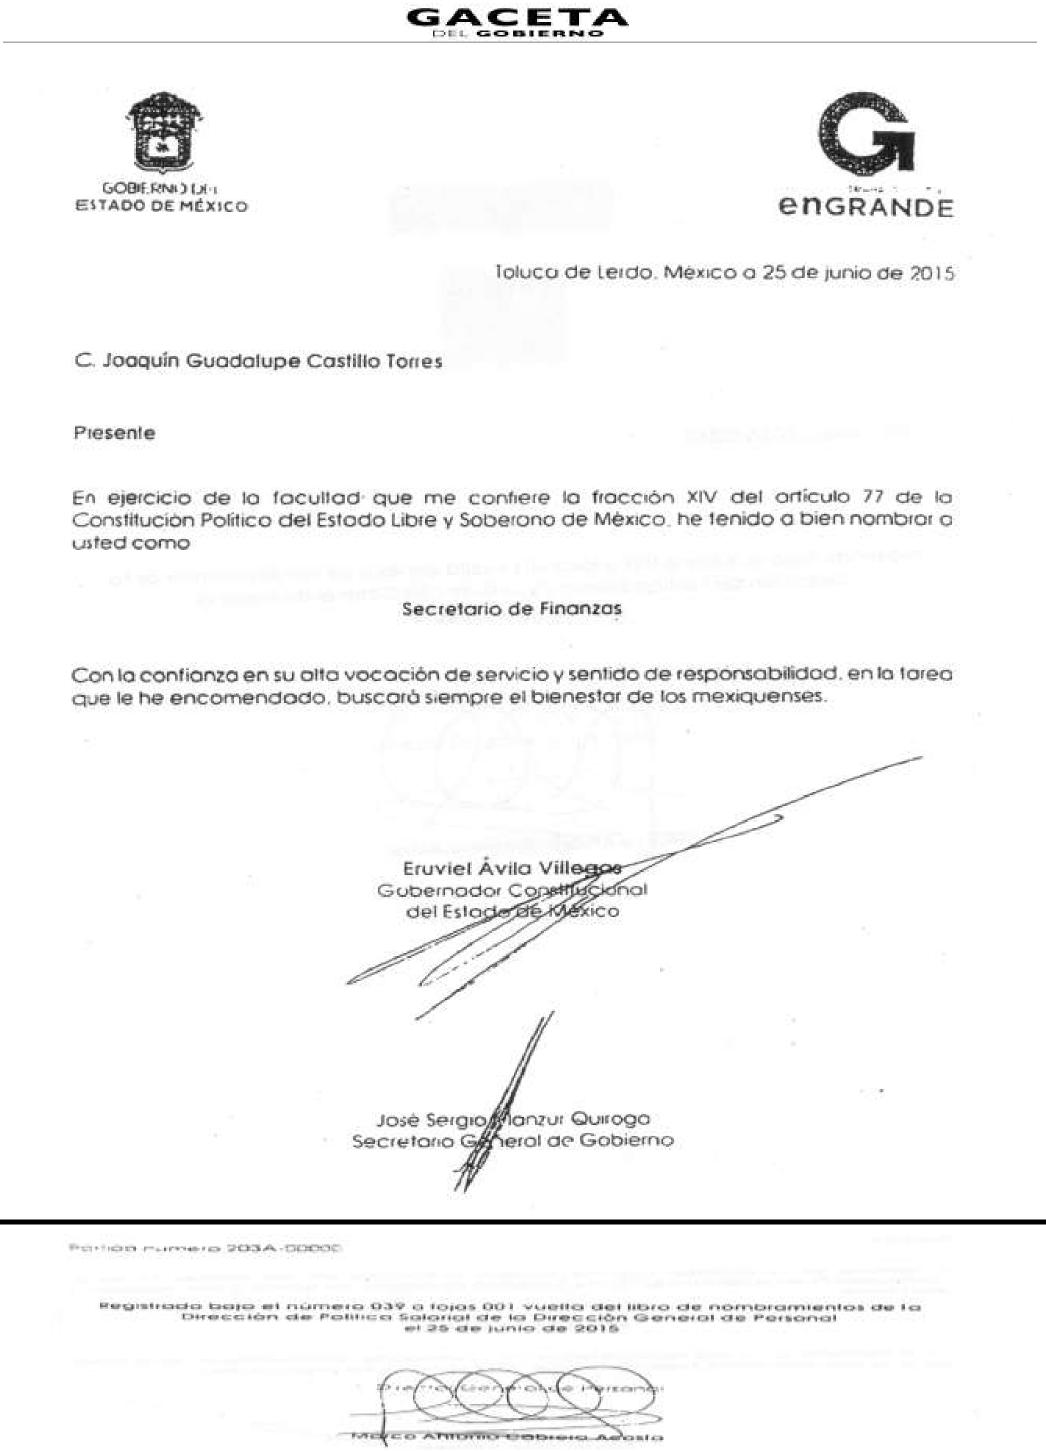 GACETA
DEL GOBIERNO
GOBIERNO DEL
ESTADO DE MÉXICO
enGRANDE
Toluca de Lerdo, México a 25 de junio de 2015
C. Joaquín Guadalupe Castillo Torres
Presente
En ejercicio de la facultad que me confiere la fracción XIV del artículo 77 de la
Constitución Política del Estado Libre y Soberano de México, he tenido a bien nombrar a
usted como
Secretario de Finanzas
Con la confianza en su alta vocación de servicio y sentido de responsabilidad, en la tarea
que le he encomendado, buscará siempre el bienestar de los mexiquenses.
Eruviel Ávila Villegas
Gobernador Constitucional
del Estado de México
José Sergio Manzur Quiroga
Secretario General de Gobierno
Partida número 203A-00000
Registrado bajo el número 039 a fojas 001 vuelta del libro de nombramientos de la
Dirección de Política Salarial de la Dirección General de Personal
el 25 de junio de 2015
Director General de Personal
Marco Antonio Cabrera Acosta